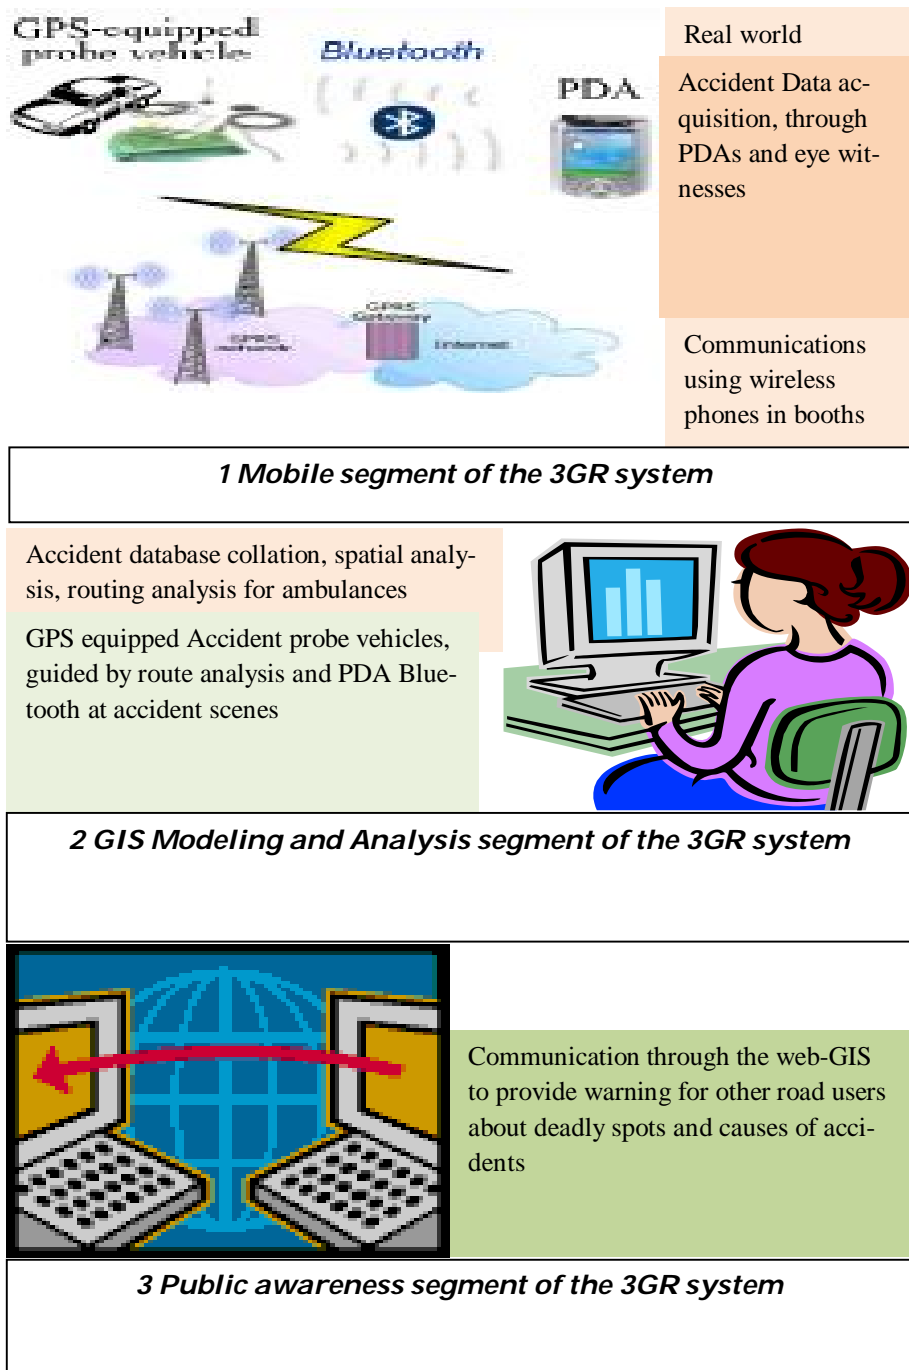 GPS-equipped
probe vehicle
Bluetooth
PDA
GPRS
Gateway
GPRS
Network
Internet
Real world
Accident Data ac-
quisition, through
PDAs and eye wit-
nesses
Communications
using wireless
phones in booths
1 Mobile segment of the 3GR system
Accident database collation, spatial analy-
sis, routing analysis for ambulances
GPS equipped Accident probe vehicles,
guided by route analysis and PDA Blue-
tooth at accident scenes
2 GIS Modeling and Analysis segment of the 3GR system
Communication through the web-GIS
to provide warning for other road users
about deadly spots and causes of acci-
dents
3 Public awareness segment of the 3GR system